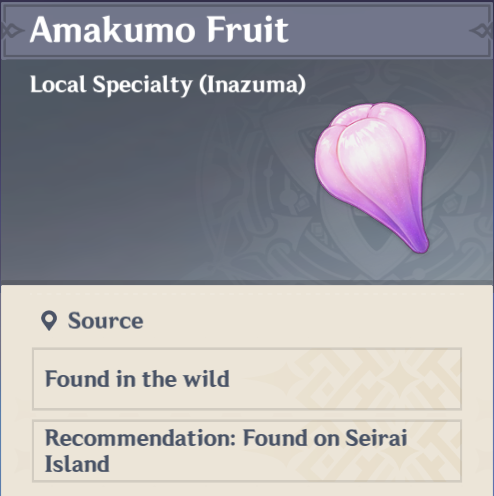 Amakumo Fruit
Local Specialty (Inazuma)
Source
Found in the wild
Recommendation: Found on Seirai
Island